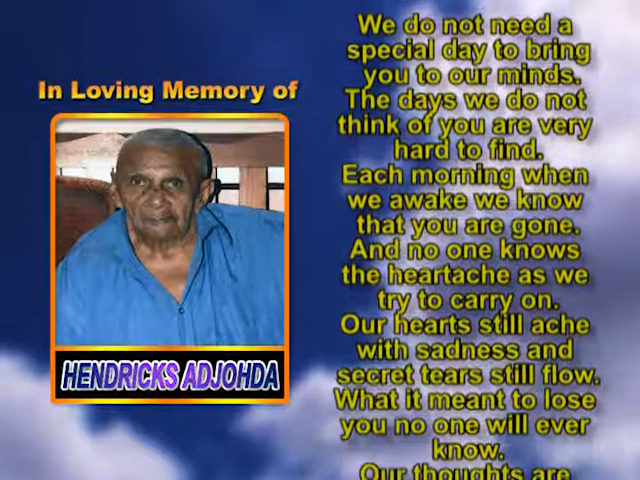 In Loving Memory of
HENDRICKS ADJOHDA
We do not need a
special day to bring
you to our minds.
The days we do not
think of you are very
hard to find.
Each morning when
we awake we know
that you are gone.
And no one knows
the heartache as we
try to carry on.
Our hearts still ache
with sadness and
secret tears still flow.
What it meant to lose
you no one will ever
know.
Our thoughts are